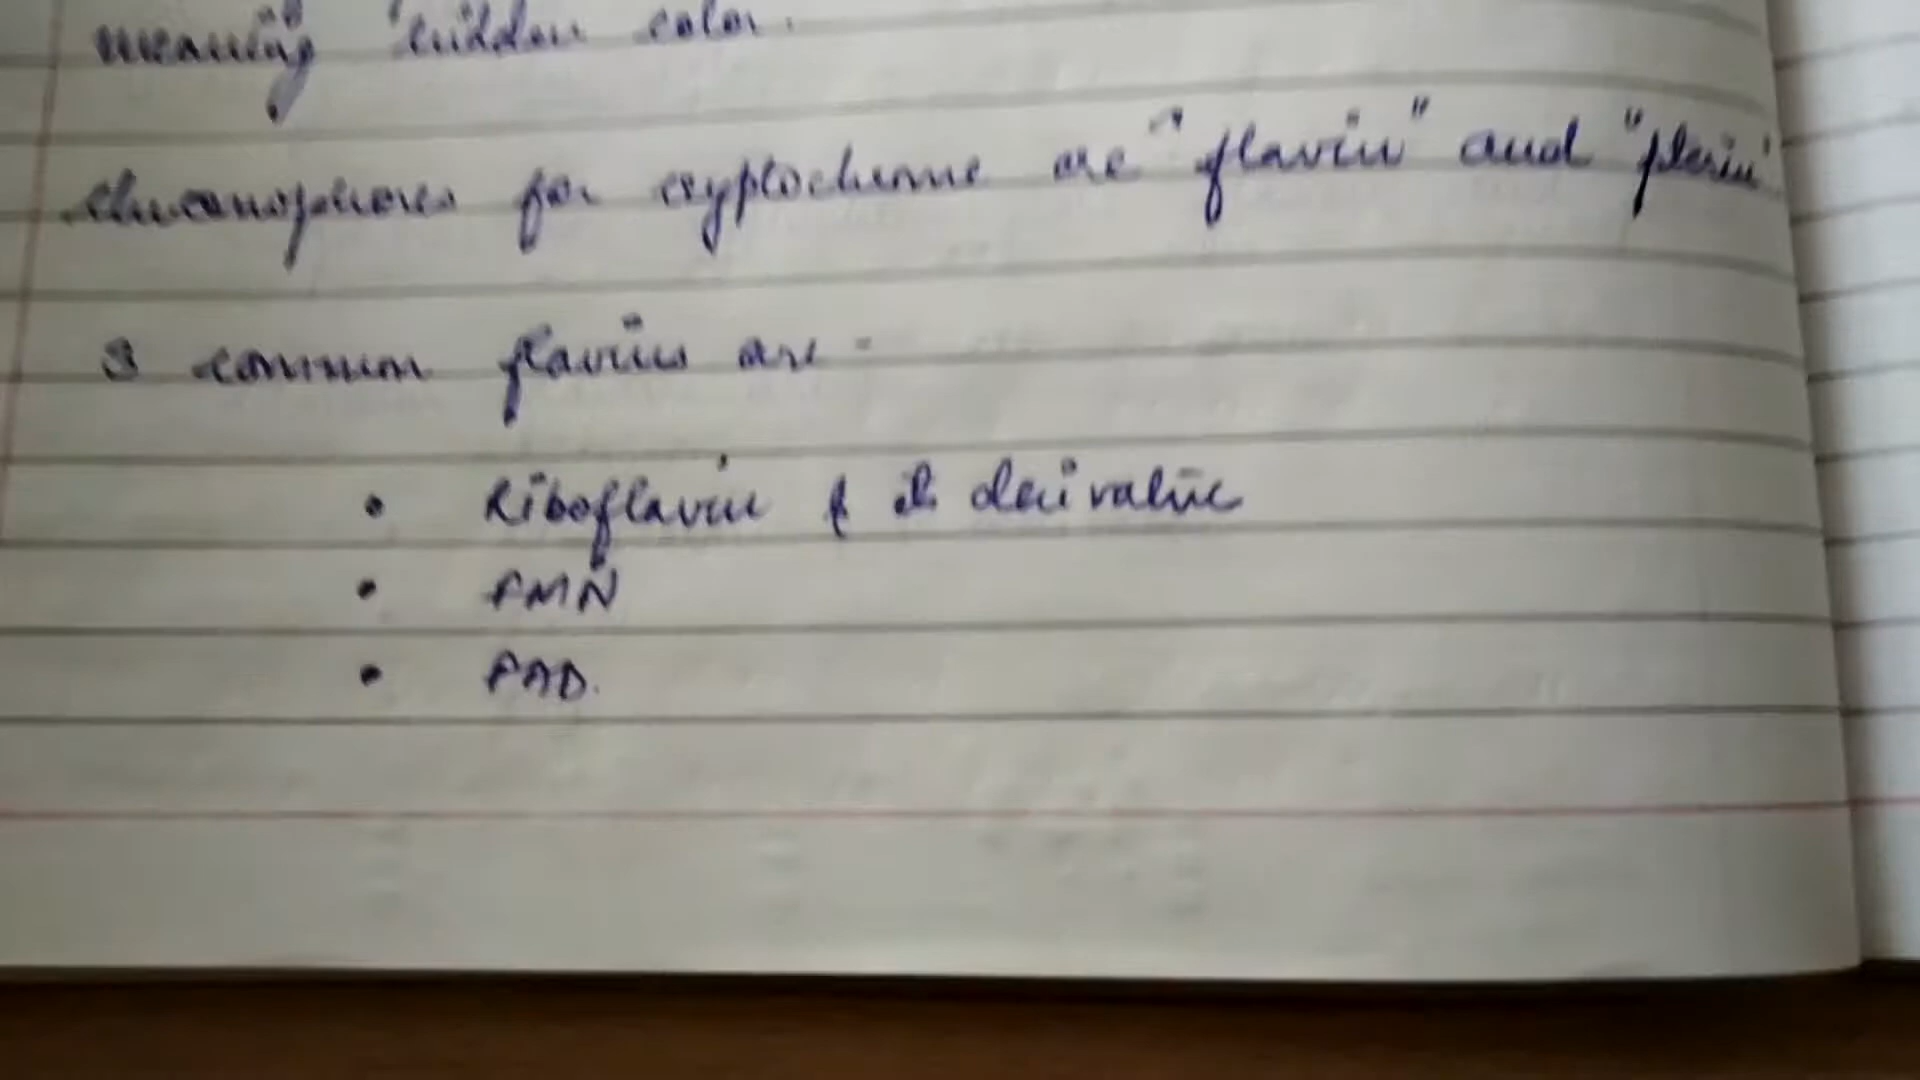 meaning "hidden color.
Chromophores for cryptochrome are "flavin" and "pterin"
3 common flavins are -
• Riboflavin & its derivative
• FMN
• FAD.